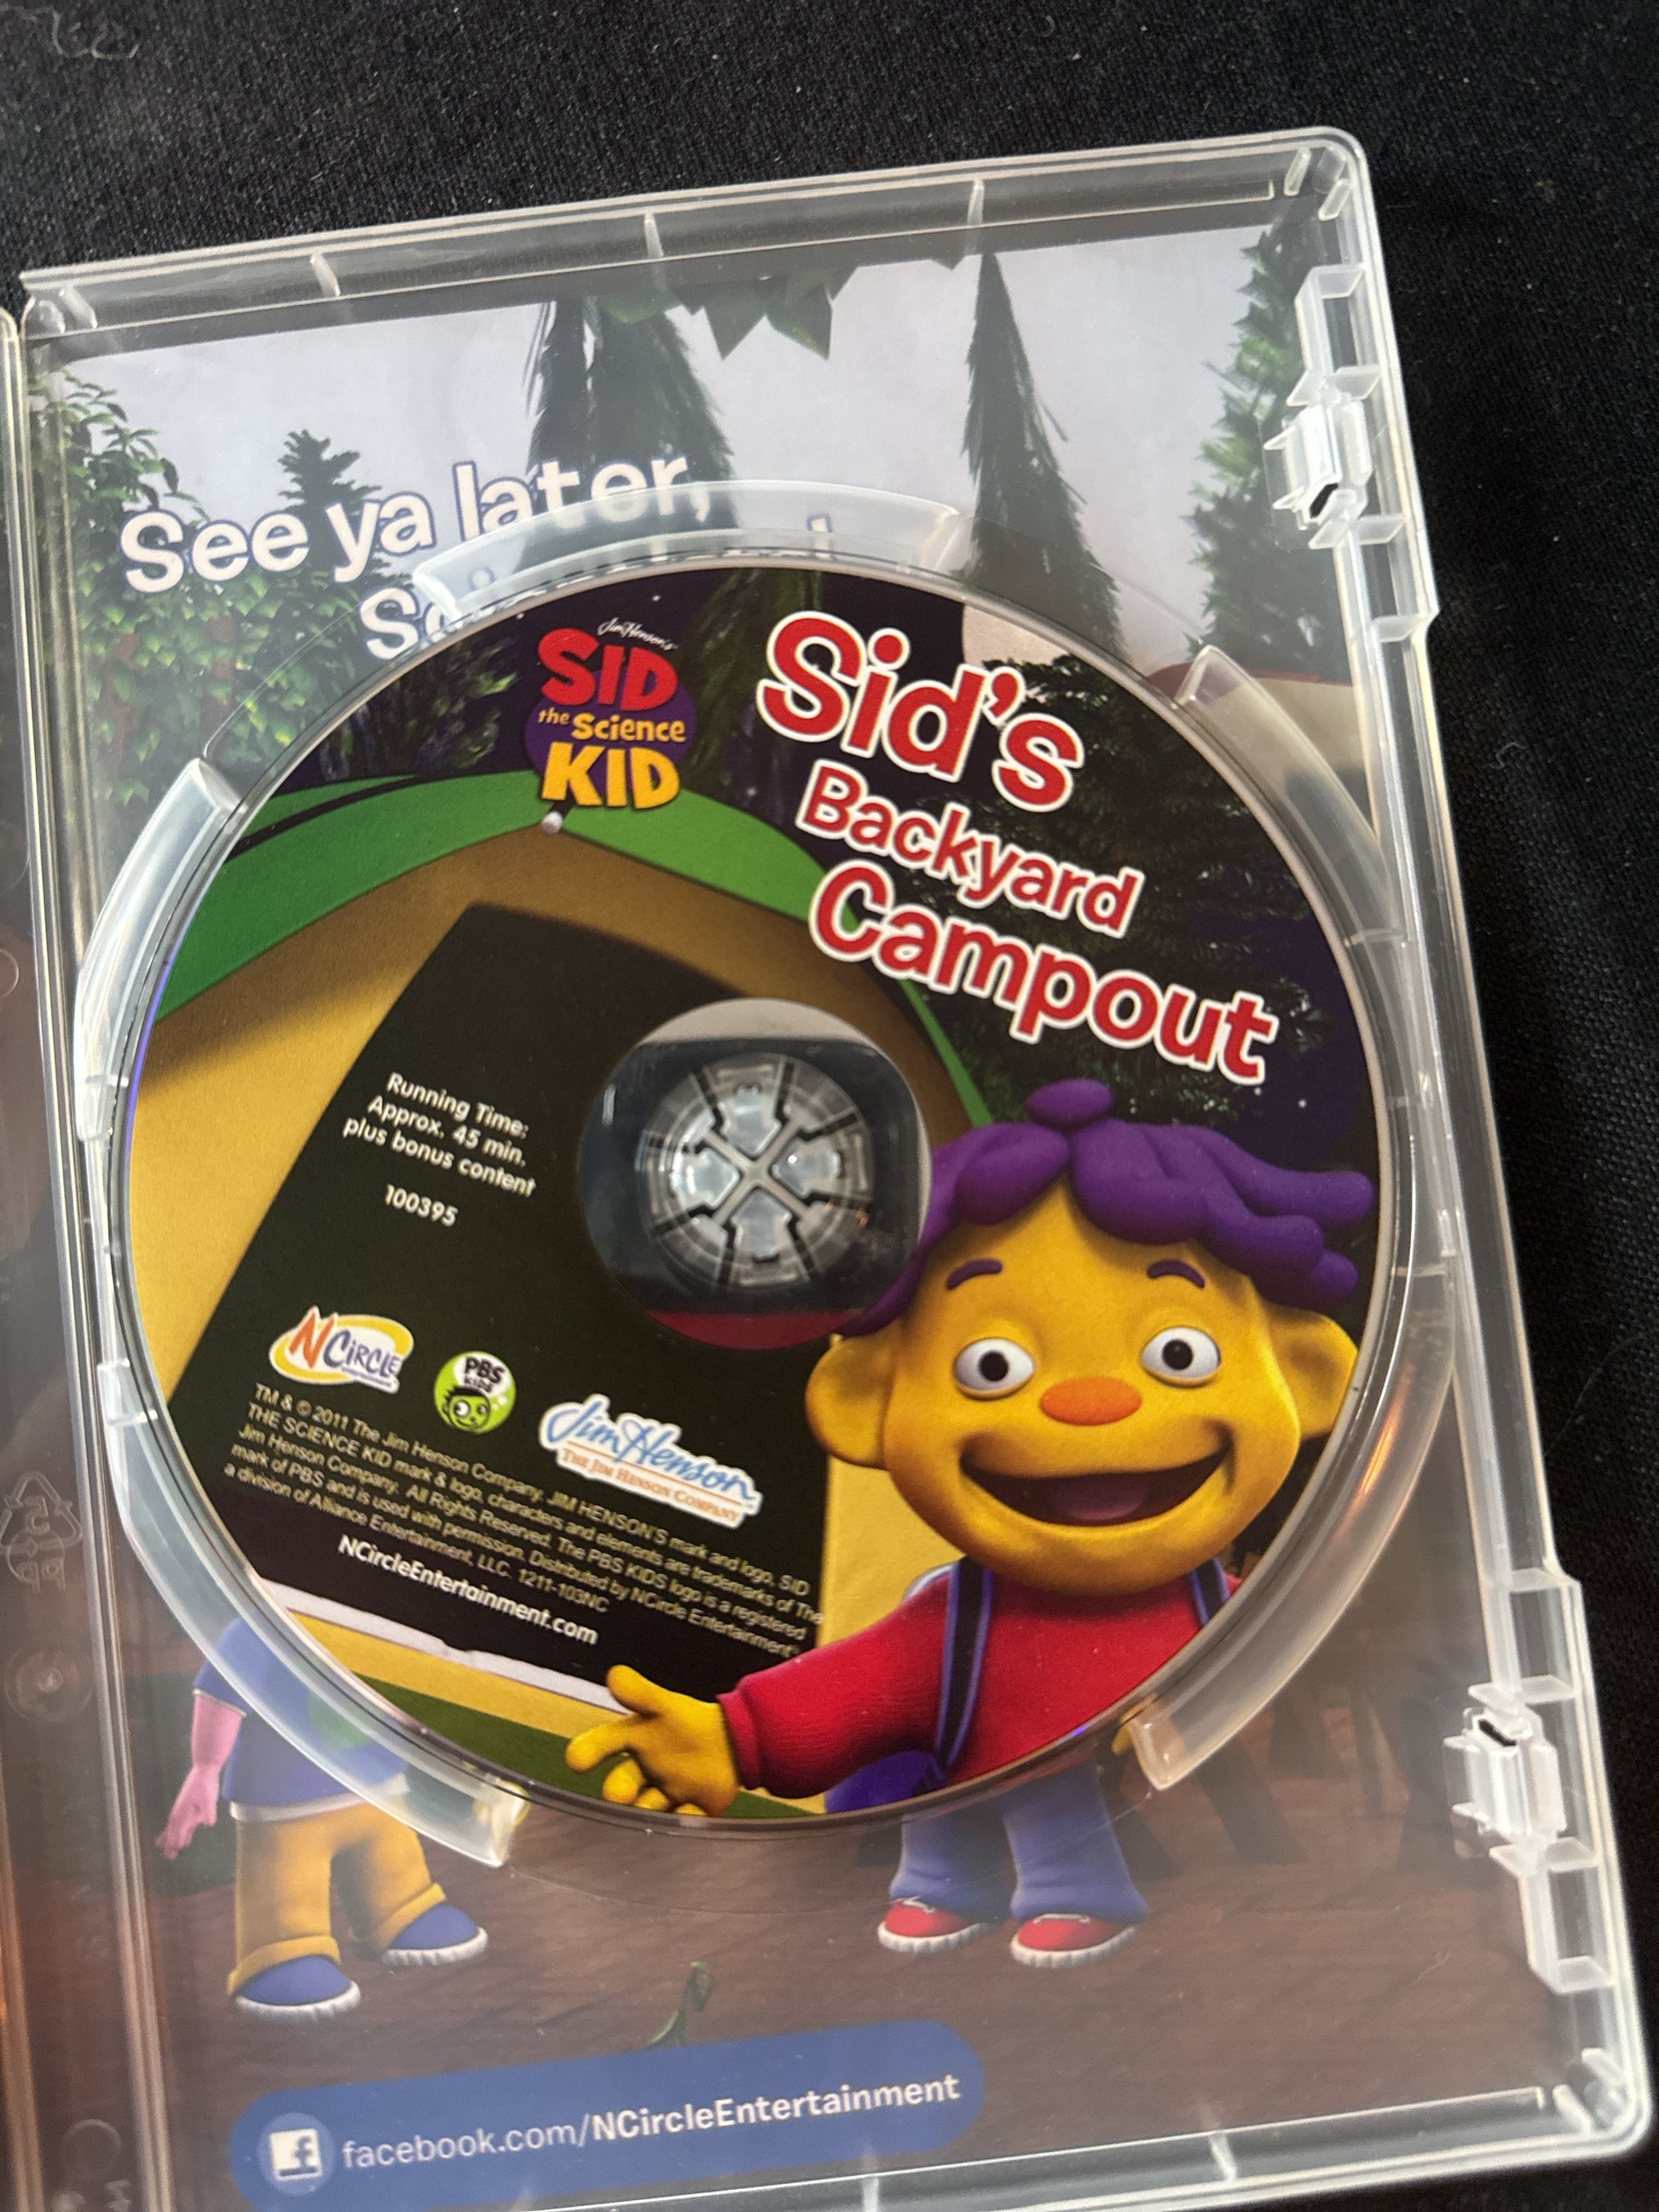 See ya later,
Jim Henson's
SID
the Science
KID
Sid's
Backyard
Campout
Running Time:
Approx. 45 min.
plus bonus content
100395
NCIRCLE
PBS
KIDS
Jim Henson
THE JIM HENSON COMPANY
TM & © 2011 The Jim Henson Company. JIM HENSON'S mark and logo, SID
THE SCIENCE KID mark & logo, characters and elements are trademarks of The
Jim Henson Company. All Rights Reserved. The PBS KIDS logo is a registered
mark of PBS and is used with permission. Distributed by NCircle Entertainment®
a division of Alliance Entertainment, LLC. 1211-103NC
NCircleEntertainment.com
f facebook.com/NCircleEntertainment